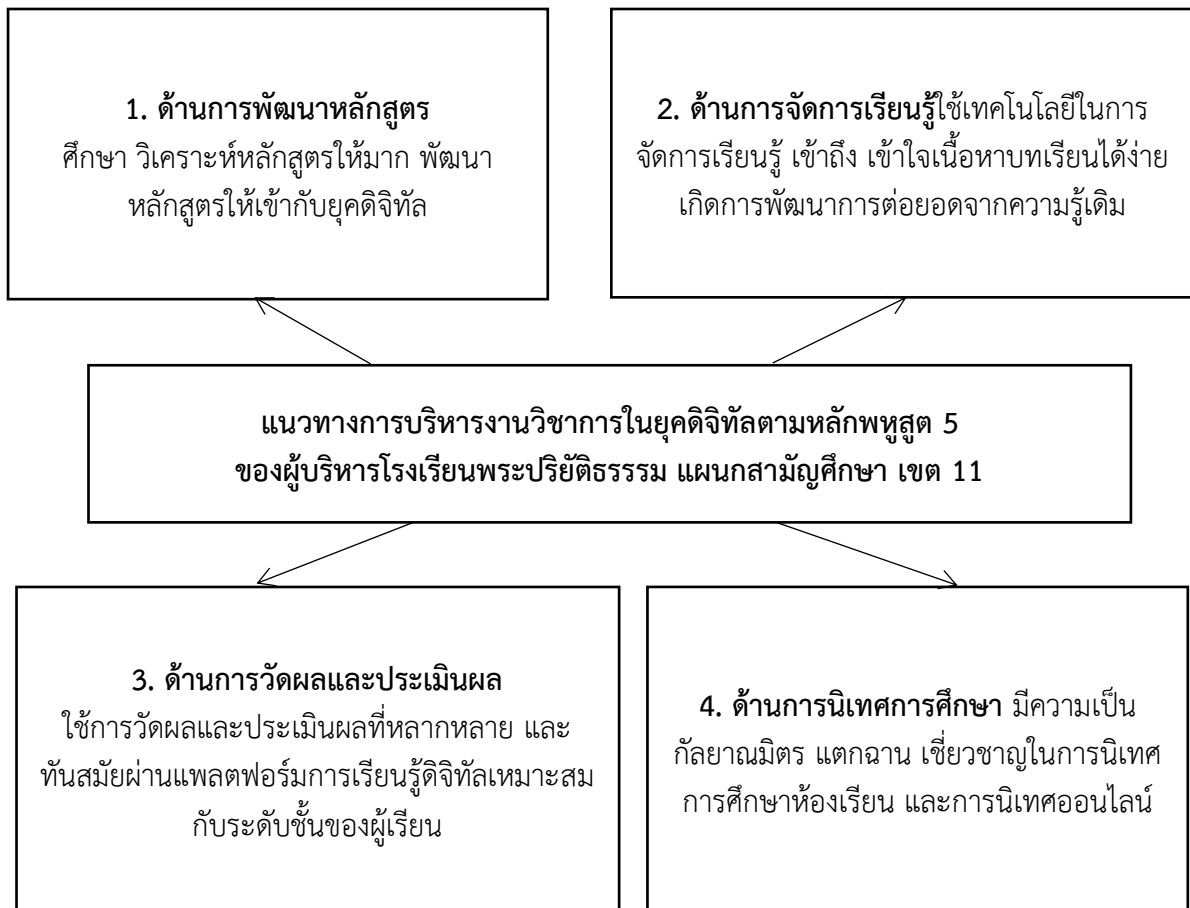 1. ด้านการพัฒนาหลักสูตร
ศึกษา วิเคราะห์หลักสูตรให้มาก พัฒนา
หลักสูตรให้เข้ากับยุคดิจิทัล
2. ด้านการจัดการเรียนรู้ใช้เทคโนโลยีในการ
จัดการเรียนรู้ เข้าถึง เข้าใจเนื้อหาบทเรียนได้ง่าย
เกิดการพัฒนาการต่อยอดจากความรู้เดิม
แนวทางการบริหารงานวิชาการในยุคดิจิทัลตามหลักพหูสูต 5
ของผู้บริหารโรงเรียนพระปริยัติธรรรม แผนกสามัญศึกษา เขต 11
3. ด้านการวัดผลและประเมินผล
ใช้การวัดผลและประเมินผลที่หลากหลาย และ
ทันสมัยผ่านแพลตฟอร์มการเรียนรู้ดิจิทัลเหมาะสม
กับระดับชั้นของผู้เรียน
4. ด้านการนิเทศการศึกษา มีความเป็น
กัลยาณมิตร แตกฉาน เชี่ยวชาญในการนิเทศ
การศึกษาห้องเรียน และการนิเทศออนไลน์